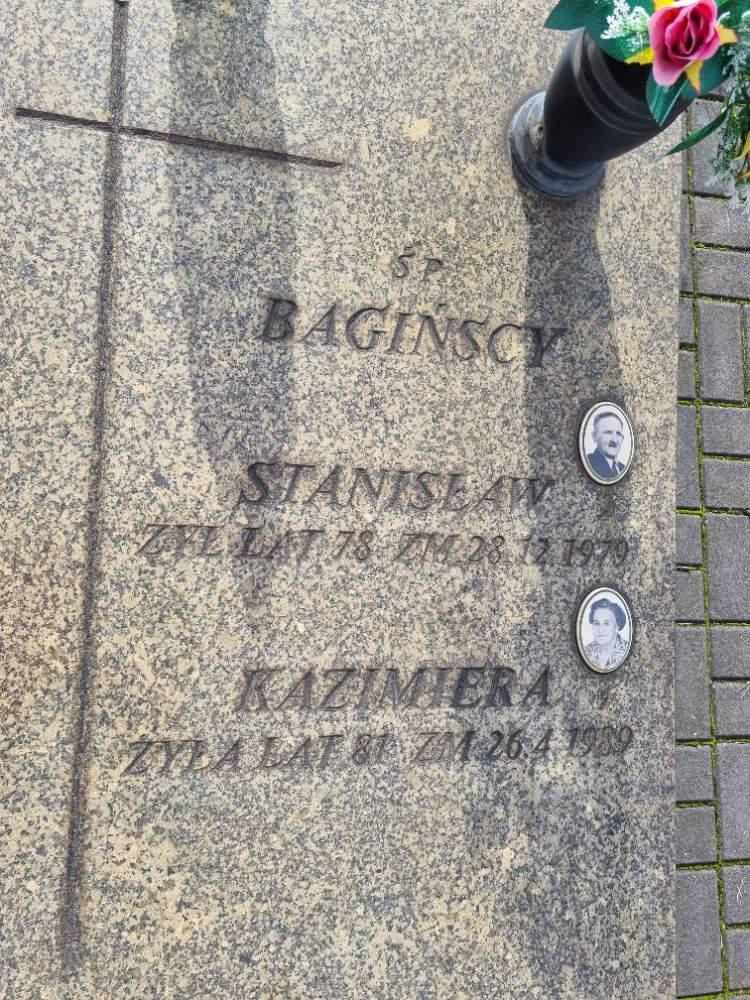 Ś P
BAGIŃSCY
STANISŁAW
ŻYŁ LAT 78 ZM 28.12.1979
KAZIMIERA
ŻYŁA LAT 81 ZM 26.4.1989